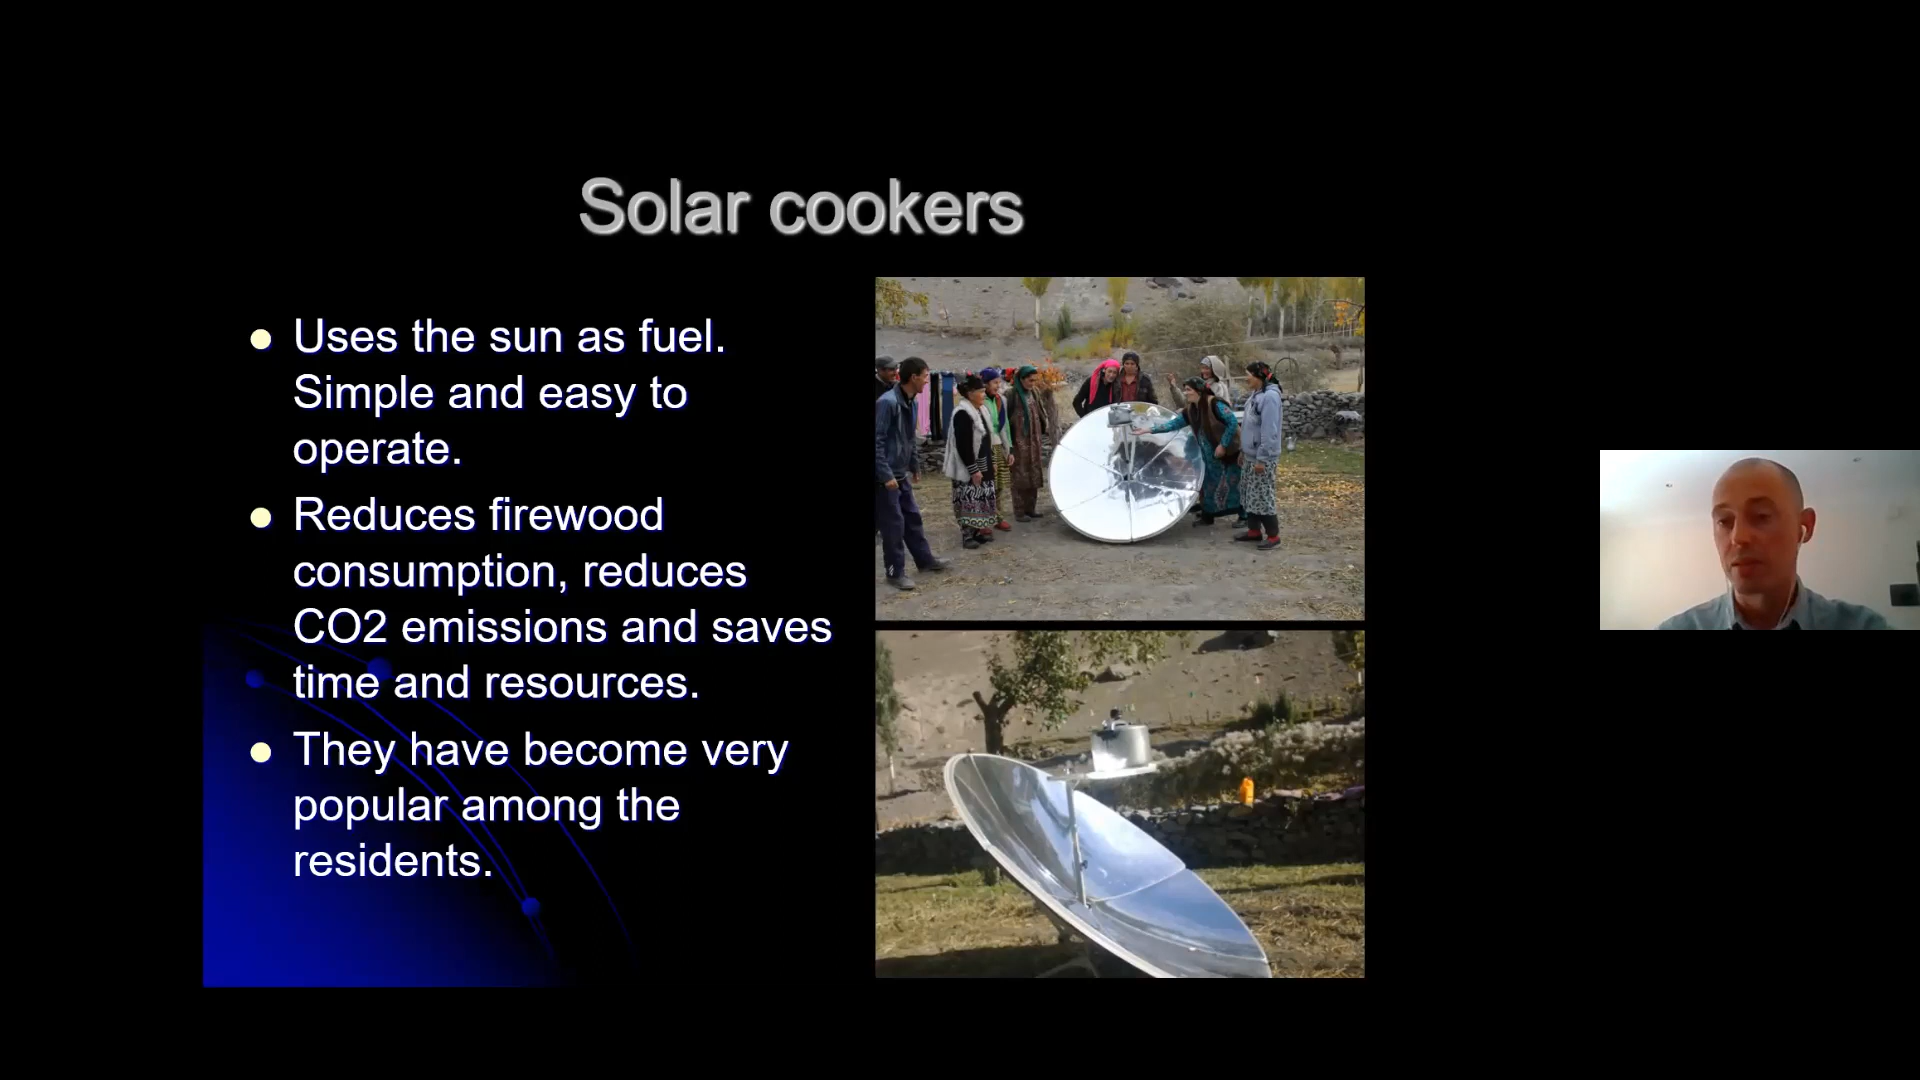 Solar cookers
Uses the sun as fuel.
Simple and easy to
operate.
Reduces firewood
consumption, reduces
CO2 emissions and saves
time and resources.
They have become very
popular among the
residents.